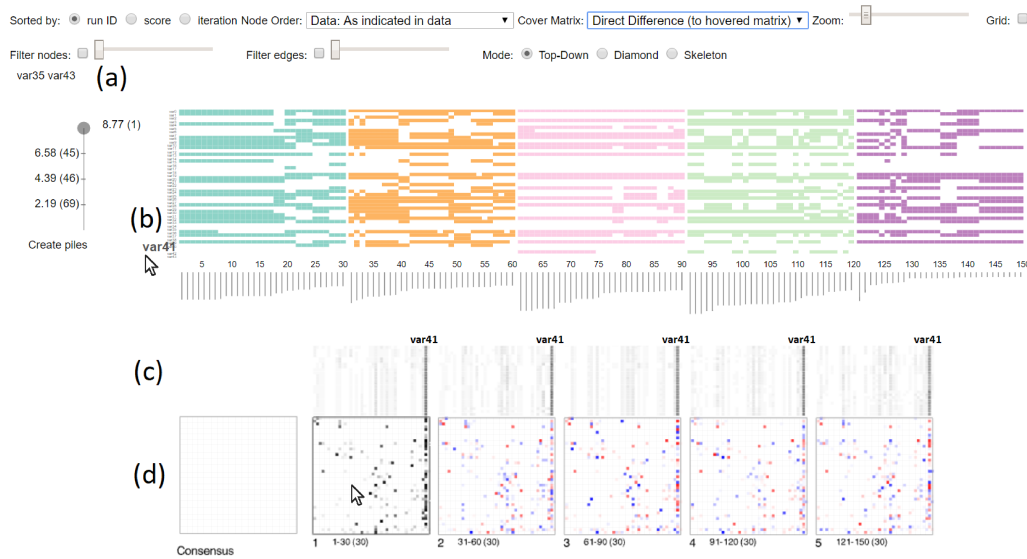 Sorted by: run ID score iteration Node Order: Data: As indicated in data Cover Matrix: Direct Difference (to hovered matrix) Zoom: Grid:
Filter nodes: Filter edges: Mode: Top-Down Diamond Skeleton
var35 var43
(a)
8.77 (1)
6.58 (45)
4.39 (46)
2.19 (69)
Create piles
(b)
var41
5 10 15 20 25 30 35 40 45 50 55 60 65 70 75 80 85 90 95 100 105 110 115 120 125 130 135 140 145 150
var41 var41 var41 var41 var41
(c)
(d)
1 1-30 (30) 2 31-60 (30) 3 61-90 (30) 4 91-120 (30) 5 121-150 (30)
Consensus